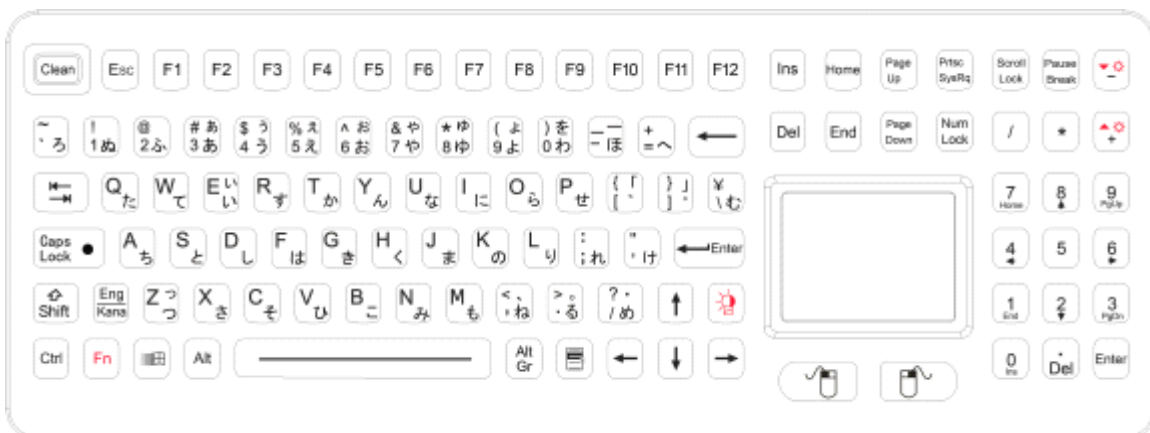 Clean Esc F1 F2 F3 F4 F5 F6 F7 F8 F9 F10 F11 F12 Ins Home Page Up Prtsc SysRq Scroll Lock Pause Break −
~ ` ろ ! 1 ぬ @ 2 ふ # あ 3 あ $ う 4 う % え 5 え ^ お 6 お & や 7 や * ゆ 8 ゆ ( よ 9 よ ) を 0 わ _ ー - ほ + = へ Del End Page Down Num Lock / * +
Q た W て E い い R す T か Y ん U な I に O ら P せ { 「 [ ゛ } 」 ] ゜ ¥ \ む 7 Home 8 9 PgUp
Caps Lock A ち S と D し F は G き H く J ま K の L り : ; れ " ' け Enter 4 5 6
Shift Eng Kana Z っ つ X さ C そ V ひ B こ N み M も < 、 , ね > 。 . る ? ・ / め 1 End 2 3 PgDn
Ctrl Fn Alt Alt Gr 0 Ins . Del Enter